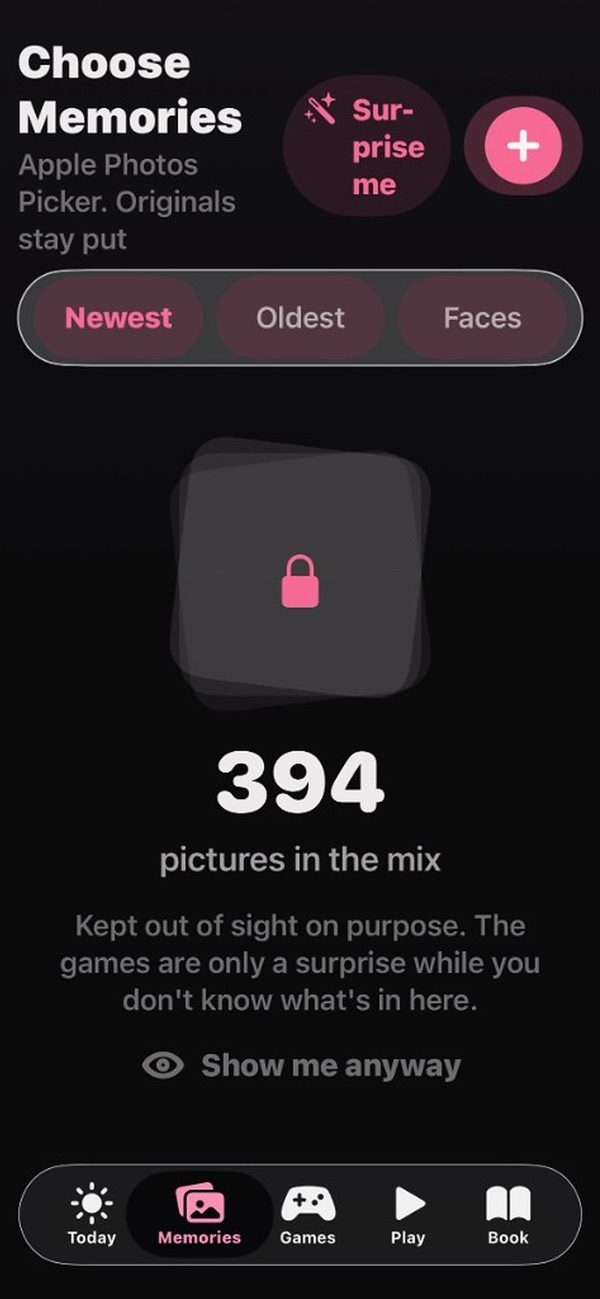 Choose
Memories
Apple Photos
Picker. Originals
stay put
Sur-
prise
me
Newest
Oldest
Faces
394
pictures in the mix
Kept out of sight on purpose. The
games are only a surprise while you
don't know what's in here.
Show me anyway
Today
Memories
Games
Play
Book